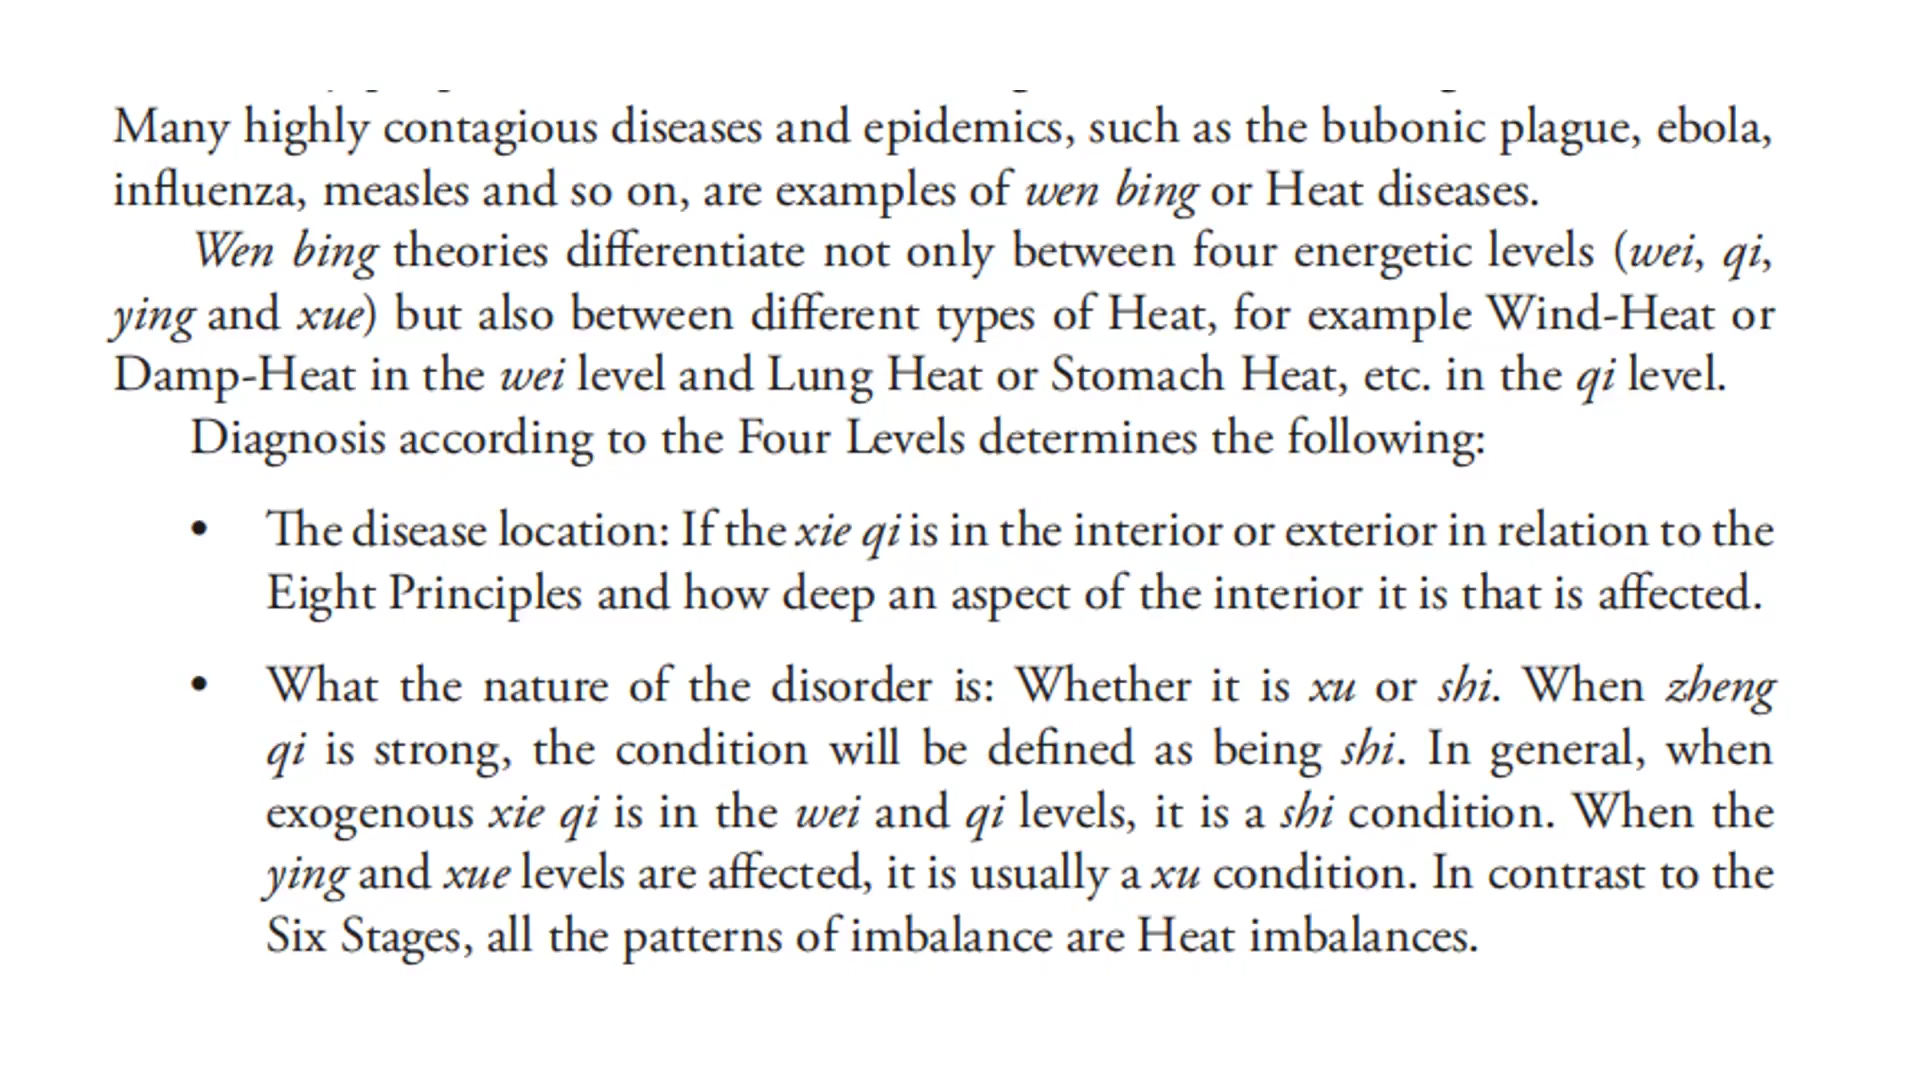 Many highly contagious diseases and epidemics, such as the bubonic plague, ebola,
influenza, measles and so on, are examples of wen bing or Heat diseases.
Wen bing theories differentiate not only between four energetic levels (wei, qi,
ying and xue) but also between different types of Heat, for example Wind-Heat or
Damp-Heat in the wei level and Lung Heat or Stomach Heat, etc. in the qi level.
Diagnosis according to the Four Levels determines the following:
• The disease location: If the xie qi is in the interior or exterior in relation to the
Eight Principles and how deep an aspect of the interior it is that is affected.
• What the nature of the disorder is: Whether it is xu or shi. When zheng
qi is strong, the condition will be defined as being shi. In general, when
exogenous xie qi is in the wei and qi levels, it is a shi condition. When the
ying and xue levels are affected, it is usually a xu condition. In contrast to the
Six Stages, all the patterns of imbalance are Heat imbalances.